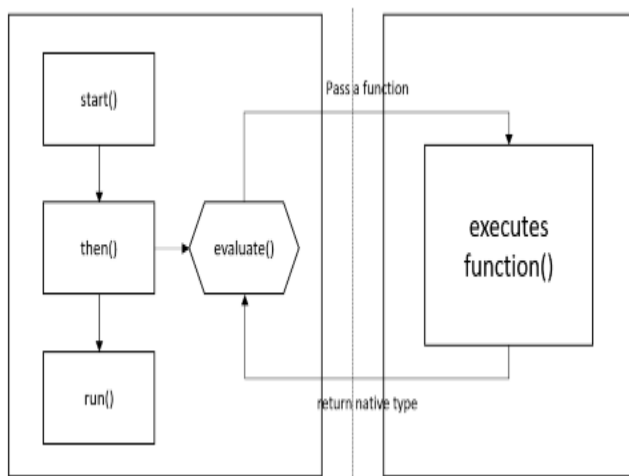 start()
Pass a function
then()
evaluate()
executes
function()
run()
return native type